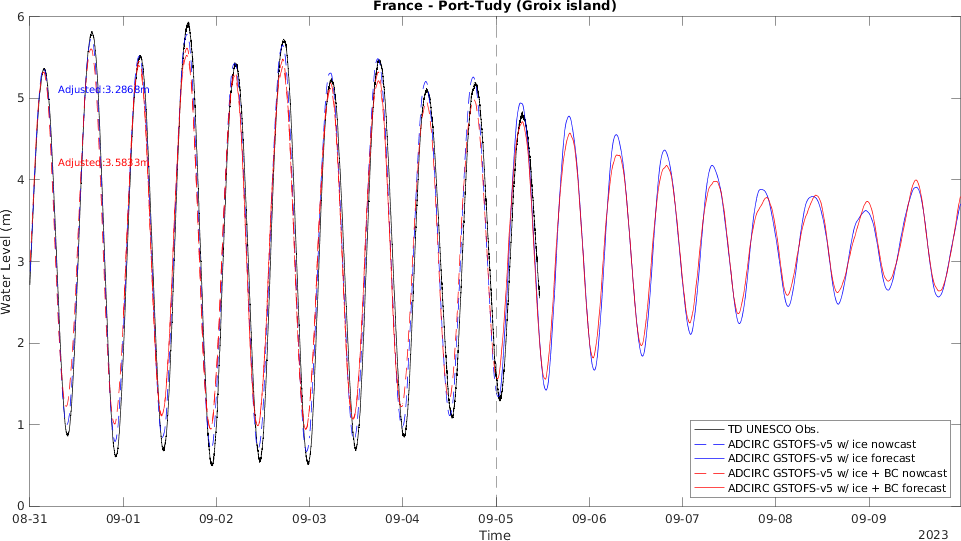 France - Port-Tudy (Groix island)
6
5
4
3
2
1
0
Water Level (m)
Adjusted:3.2868m
Adjusted:3.5833m
TD UNESCO Obs.
ADCIRC GSTOFS-v5 w/ ice nowcast
ADCIRC GSTOFS-v5 w/ ice forecast
ADCIRC GSTOFS-v5 w/ ice + BC nowcast
ADCIRC GSTOFS-v5 w/ ice + BC forecast
08-31 09-01 09-02 09-03 09-04 09-05 09-06 09-07 09-08 09-09
Time
2023